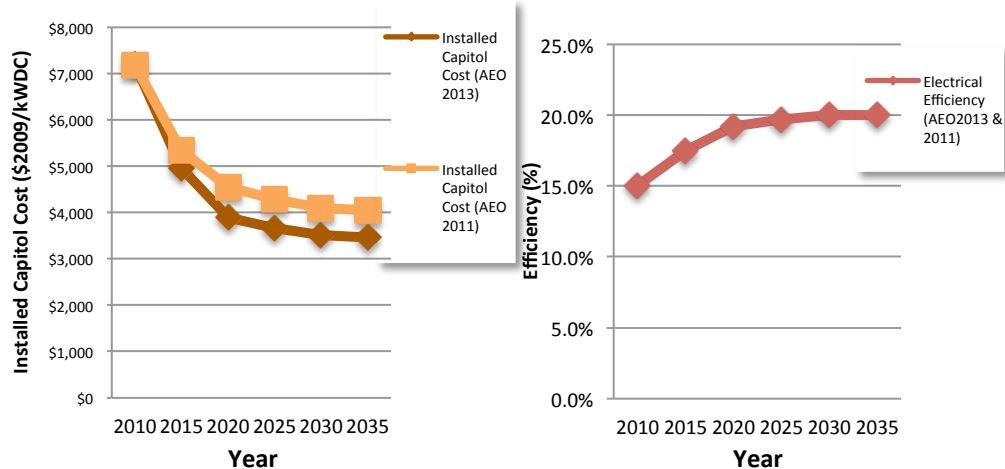 Installed Capitol Cost ($2009/kWDC)
$8,000
$7,000
$6,000
$5,000
$4,000
$3,000
$2,000
$1,000
$0
2010 2015 2020 2025 2030 2035
Year
Installed
Capitol
Cost (AEO
2013)
Installed
Capitol
Cost (AEO
2011)
Efficiency (%)
25.0%
20.0%
15.0%
10.0%
5.0%
0.0%
2010 2015 2020 2025 2030 2035
Year
Electrical
Efficiency
(AEO2013 &
2011)